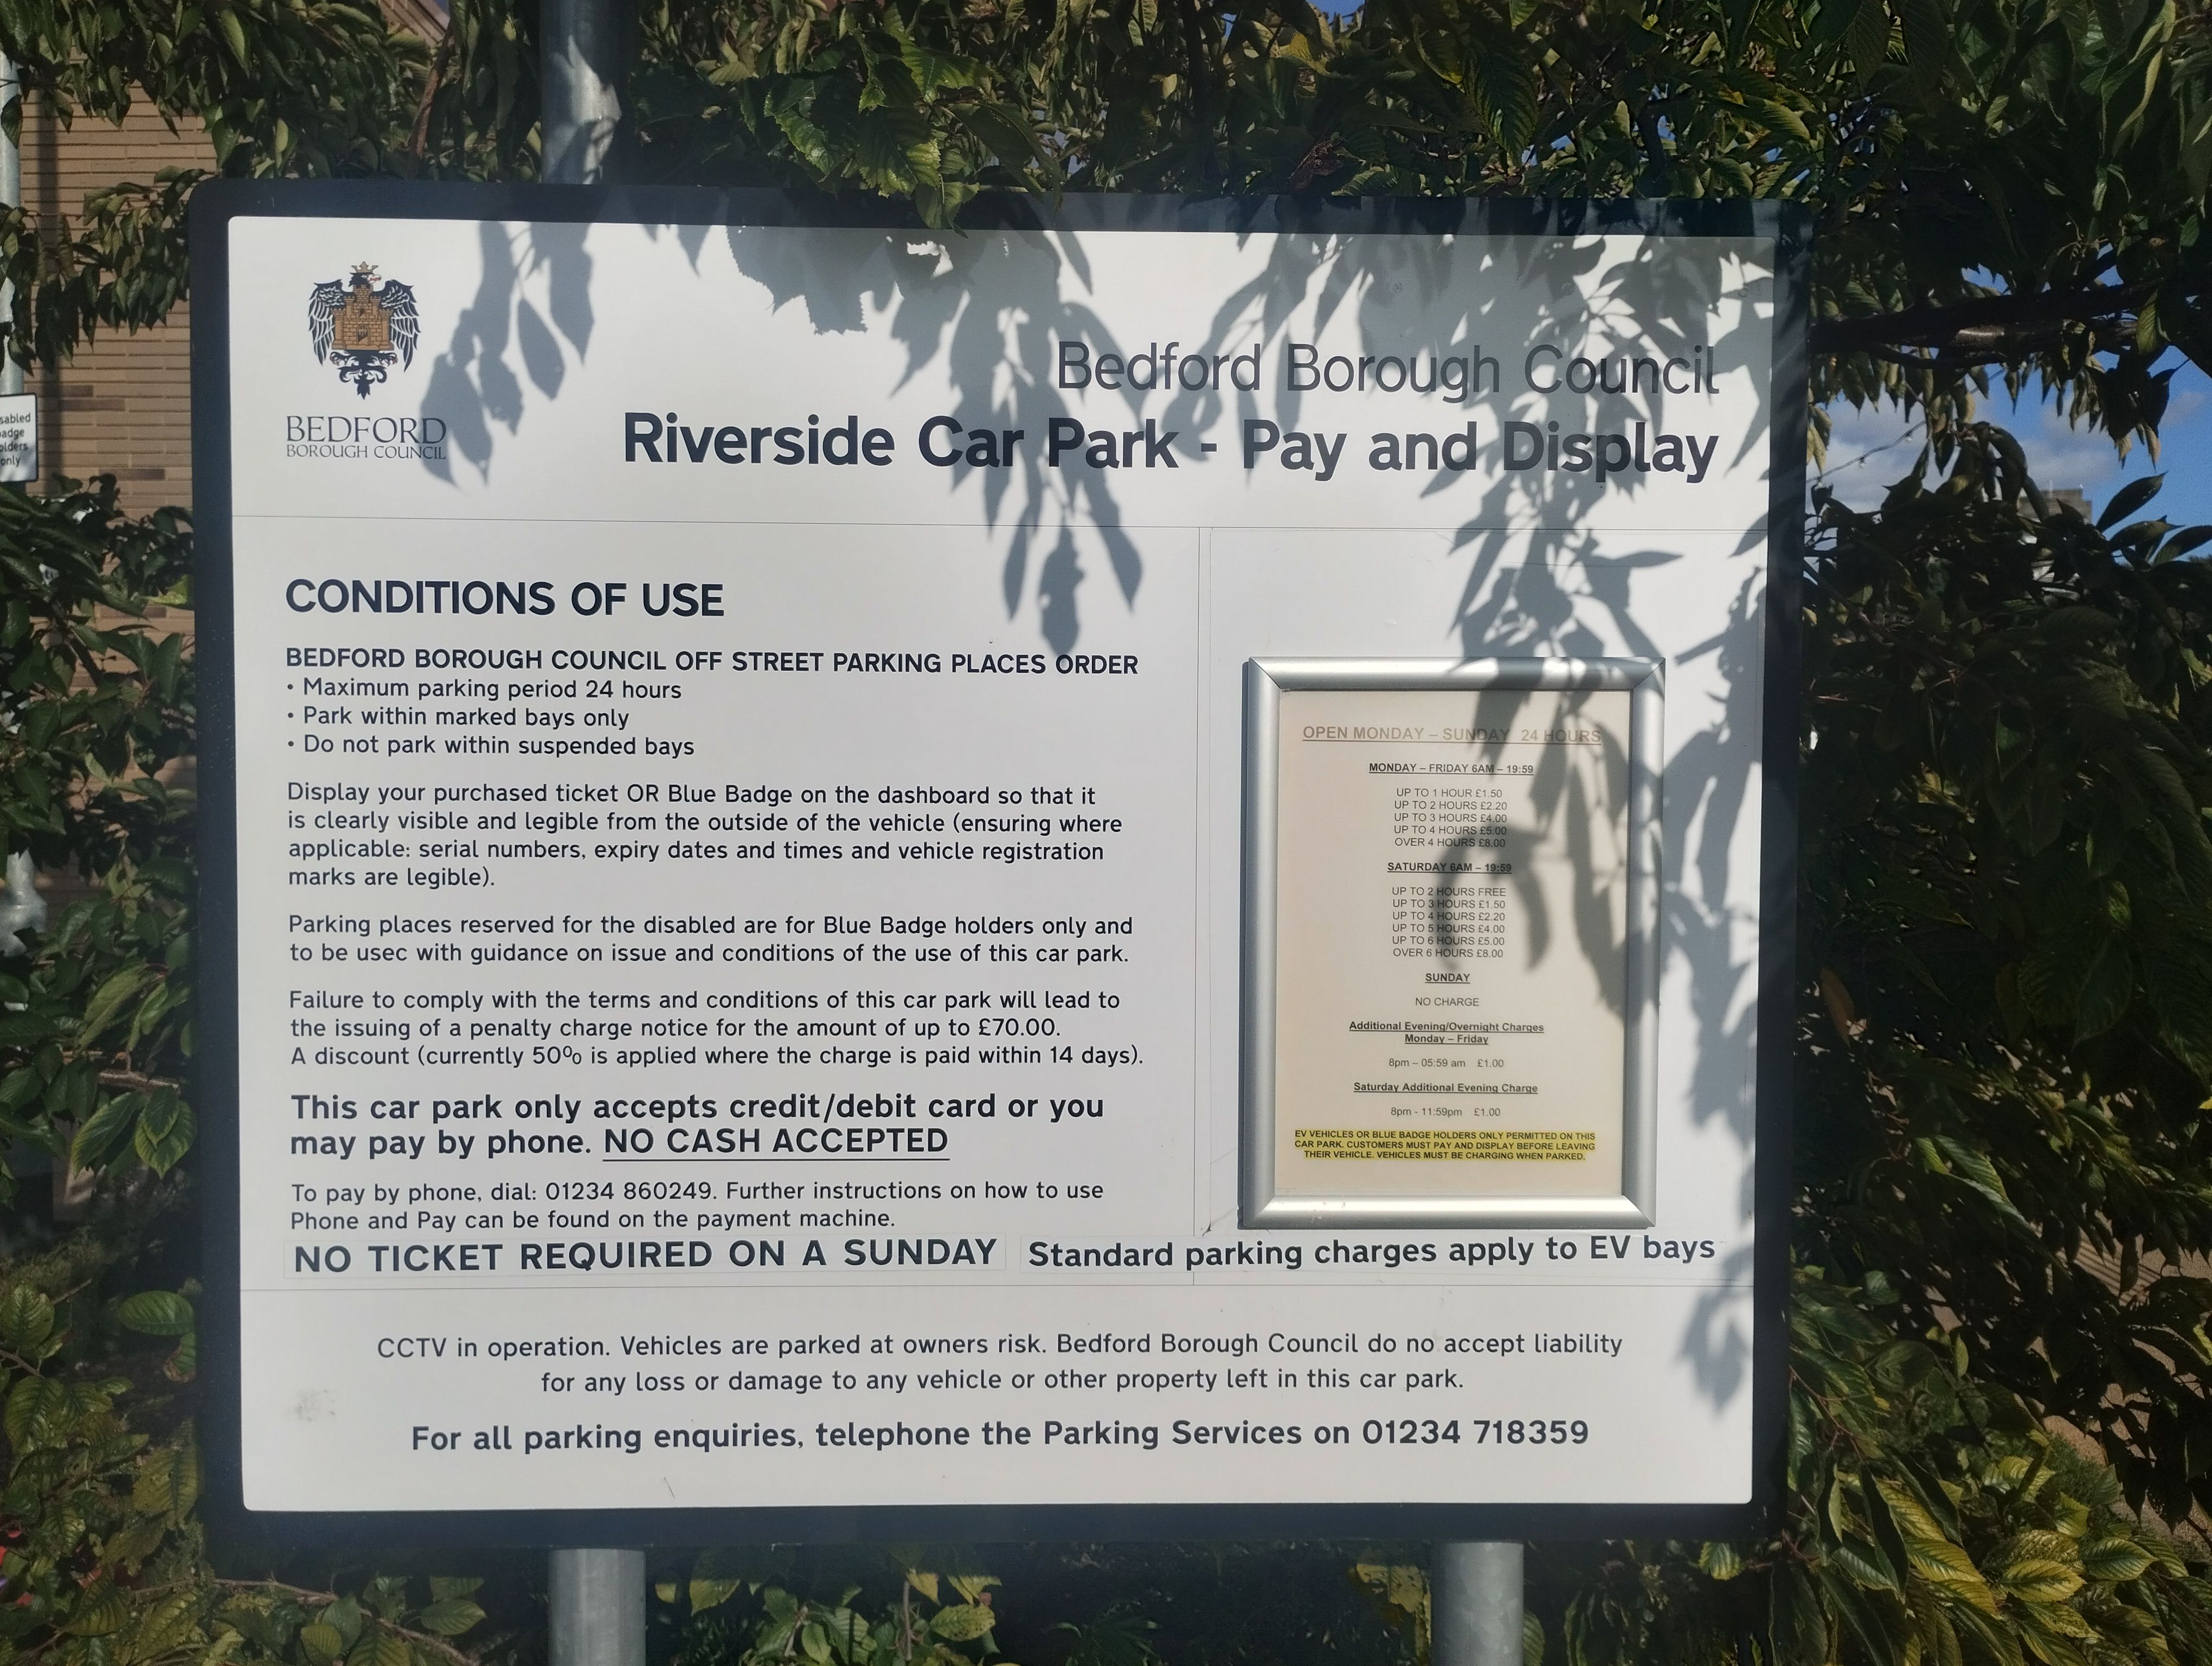 sabled
adge
olders
only
BEDFORD
BOROUGH COUNCIL
Bedford Borough Council
Riverside Car Park - Pay and Display
CONDITIONS OF USE
BEDFORD BOROUGH COUNCIL OFF STREET PARKING PLACES ORDER
• Maximum parking period 24 hours
• Park within marked bays only
• Do not park within suspended bays
Display your purchased ticket OR Blue Badge on the dashboard so that it
is clearly visible and legible from the outside of the vehicle (ensuring where
applicable: serial numbers, expiry dates and times and vehicle registration
marks are legible).
Parking places reserved for the disabled are for Blue Badge holders only and
to be usec with guidance on issue and conditions of the use of this car park.
Failure to comply with the terms and conditions of this car park will lead to
the issuing of a penalty charge notice for the amount of up to £70.00.
A discount (currently 50% is applied where the charge is paid within 14 days).
This car park only accepts credit/debit card or you
may pay by phone. NO CASH ACCEPTED
To pay by phone, dial: 01234 860249. Further instructions on how to use
Phone and Pay can be found on the payment machine.
NO TICKET REQUIRED ON A SUNDAY
OPEN MONDAY – SUNDAY 24 HOURS
MONDAY – FRIDAY 6AM – 19:59
UP TO 1 HOUR £1.50
UP TO 2 HOURS £2.20
UP TO 3 HOURS £4.00
UP TO 4 HOURS £5.00
OVER 4 HOURS £8.00
SATURDAY 6AM – 19:59
UP TO 2 HOURS FREE
UP TO 3 HOURS £1.50
UP TO 4 HOURS £2.20
UP TO 5 HOURS £4.00
UP TO 6 HOURS £5.00
OVER 6 HOURS £8.00
SUNDAY
NO CHARGE
Additional Evening/Overnight Charges
Monday – Friday
8pm – 05:59 am £1.00
Saturday Additional Evening Charge
8pm - 11:59pm £1.00
EV VEHICLES OR BLUE BADGE HOLDERS ONLY PERMITTED ON THIS
CAR PARK. CUSTOMERS MUST PAY AND DISPLAY BEFORE LEAVING
THEIR VEHICLE. VEHICLES MUST BE CHARGING WHEN PARKED.
Standard parking charges apply to EV bays
CCTV in operation. Vehicles are parked at owners risk. Bedford Borough Council do no accept liability
for any loss or damage to any vehicle or other property left in this car park.
For all parking enquiries, telephone the Parking Services on 01234 718359